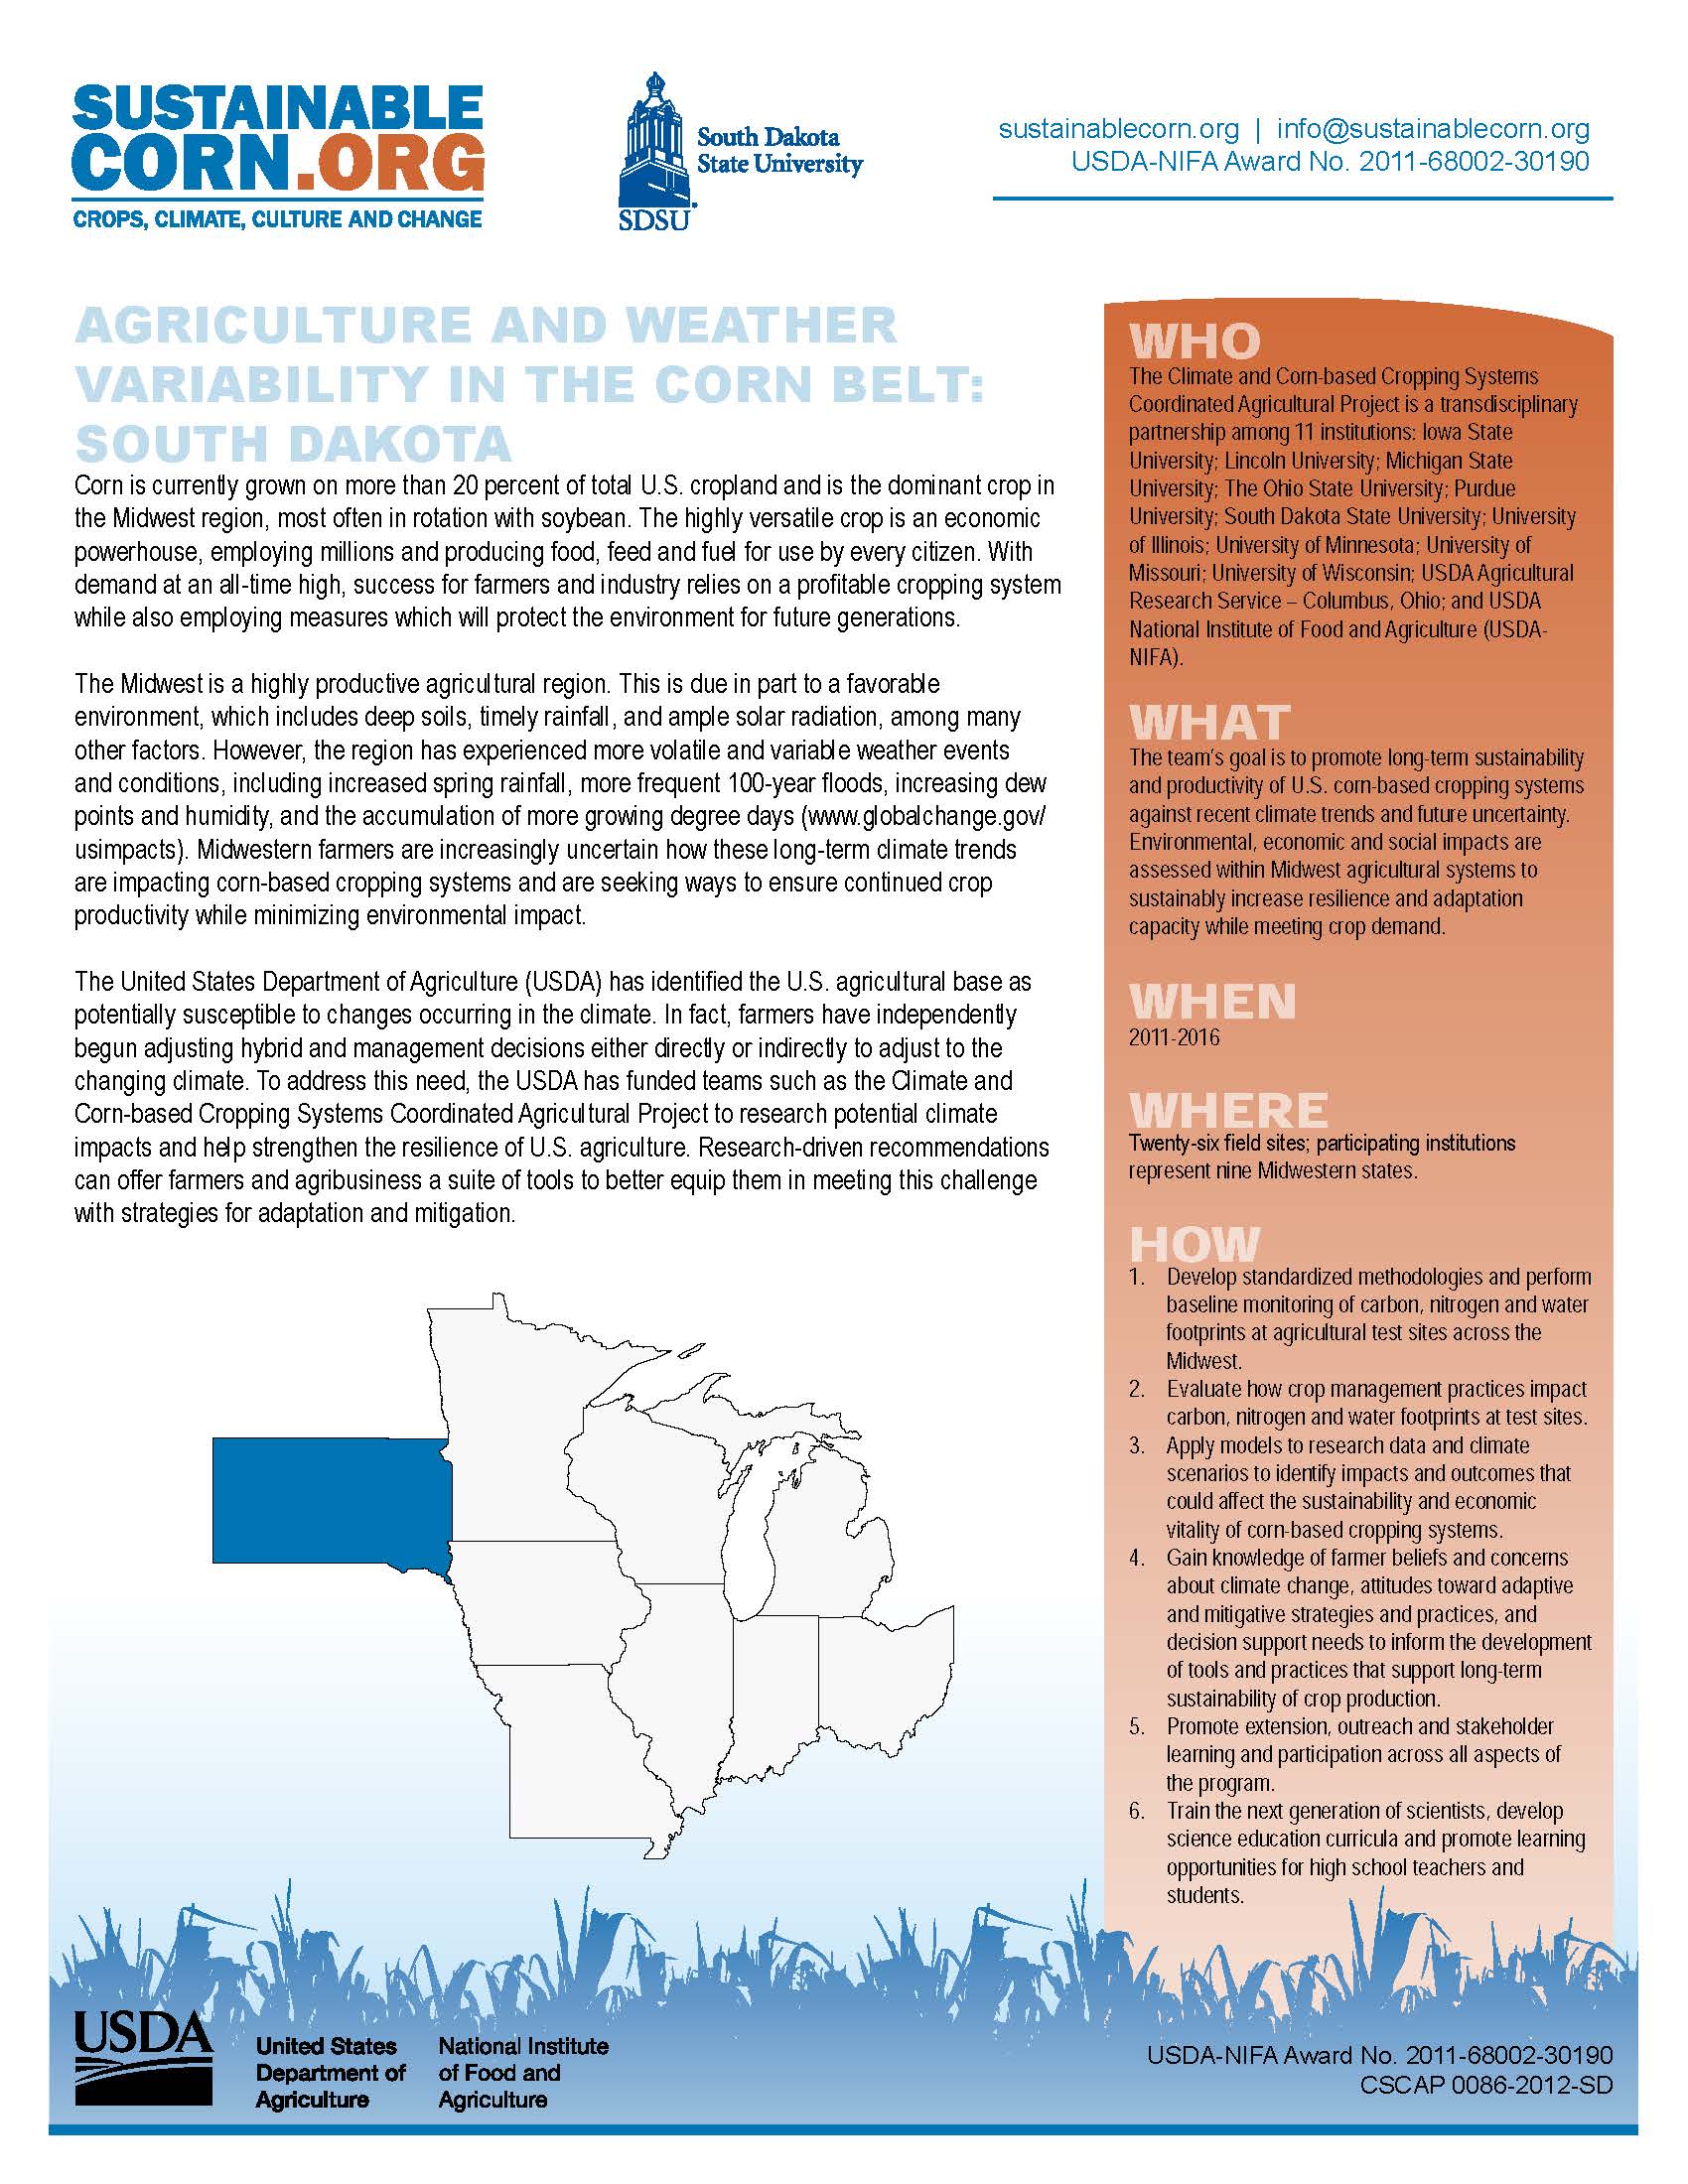 SUSTAINABLE
CORN.ORG
CROPS, CLIMATE, CULTURE AND CHANGE
South Dakota
State University
SDSU
sustainablecorn.org | info@sustainablecorn.org
USDA-NIFA Award No. 2011-68002-30190
AGRICULTURE AND WEATHER
VARIABILITY IN THE CORN BELT:
SOUTH DAKOTA
Corn is currently grown on more than 20 percent of total U.S. cropland and is the dominant crop in
the Midwest region, most often in rotation with soybean. The highly versatile crop is an economic
powerhouse, employing millions and producing food, feed and fuel for use by every citizen. With
demand at an all-time high, success for farmers and industry relies on a profitable cropping system
while also employing measures which will protect the environment for future generations.
The Midwest is a highly productive agricultural region. This is due in part to a favorable
environment, which includes deep soils, timely rainfall, and ample solar radiation, among many
other factors. However, the region has experienced more volatile and variable weather events
and conditions, including increased spring rainfall, more frequent 100-year floods, increasing dew
points and humidity, and the accumulation of more growing degree days (www.globalchange.gov/
usimpacts). Midwestern farmers are increasingly uncertain how these long-term climate trends
are impacting corn-based cropping systems and are seeking ways to ensure continued crop
productivity while minimizing environmental impact.
The United States Department of Agriculture (USDA) has identified the U.S. agricultural base as
potentially susceptible to changes occurring in the climate. In fact, farmers have independently
begun adjusting hybrid and management decisions either directly or indirectly to adjust to the
changing climate. To address this need, the USDA has funded teams such as the Climate and
Corn-based Cropping Systems Coordinated Agricultural Project to research potential climate
impacts and help strengthen the resilience of U.S. agriculture. Research-driven recommendations
can offer farmers and agribusiness a suite of tools to better equip them in meeting this challenge
with strategies for adaptation and mitigation.
WHO
The Climate and Corn-based Cropping Systems
Coordinated Agricultural Project is a transdisciplinary
partnership among 11 institutions: Iowa State
University; Lincoln University; Michigan State
University; The Ohio State University; Purdue
University; South Dakota State University; University
of Illinois; University of Minnesota; University of
Missouri; University of Wisconsin; USDA Agricultural
Research Service – Columbus, Ohio; and USDA
National Institute of Food and Agriculture (USDA-
NIFA).
WHAT
The team's goal is to promote long-term sustainability
and productivity of U.S. corn-based cropping systems
against recent climate trends and future uncertainty.
Environmental, economic and social impacts are
assessed within Midwest agricultural systems to
sustainably increase resilience and adaptation
capacity while meeting crop demand.
WHEN
2011-2016
WHERE
Twenty-six field sites; participating institutions
represent nine Midwestern states.
HOW
1. Develop standardized methodologies and perform
baseline monitoring of carbon, nitrogen and water
footprints at agricultural test sites across the
Midwest.
2. Evaluate how crop management practices impact
carbon, nitrogen and water footprints at test sites.
3. Apply models to research data and climate
scenarios to identify impacts and outcomes that
could affect the sustainability and economic
vitality of corn-based cropping systems.
4. Gain knowledge of farmer beliefs and concerns
about climate change, attitudes toward adaptive
and mitigative strategies and practices, and
decision support needs to inform the development
of tools and practices that support long-term
sustainability of crop production.
5. Promote extension, outreach and stakeholder
learning and participation across all aspects of
the program.
6. Train the next generation of scientists, develop
science education curricula and promote learning
opportunities for high school teachers and
students.
USDA
United States
Department of
Agriculture
National Institute
of Food and
Agriculture
USDA-NIFA Award No. 2011-68002-30190
CSCAP 0086-2012-SD